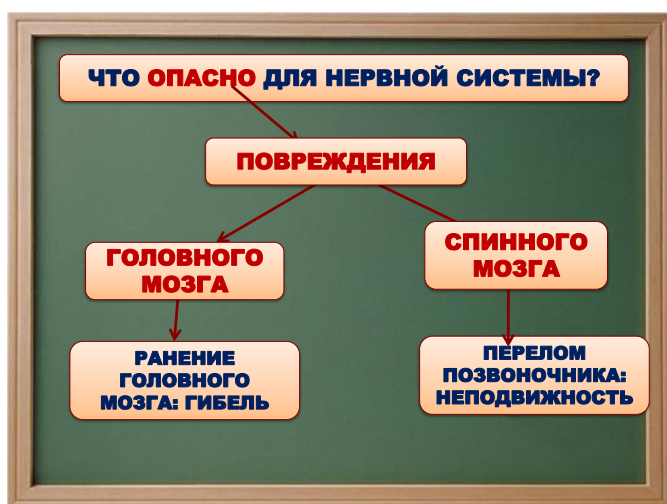 ЧТО ОПАСНО ДЛЯ НЕРВНОЙ СИСТЕМЫ?
ПОВРЕЖДЕНИЯ
ГОЛОВНОГО
МОЗГА
СПИННОГО
МОЗГА
РАНЕНИЕ
ГОЛОВНОГО
МОЗГА: ГИБЕЛЬ
ПЕРЕЛОМ
ПОЗВОНОЧНИКА:
НЕПОДВИЖНОСТЬ